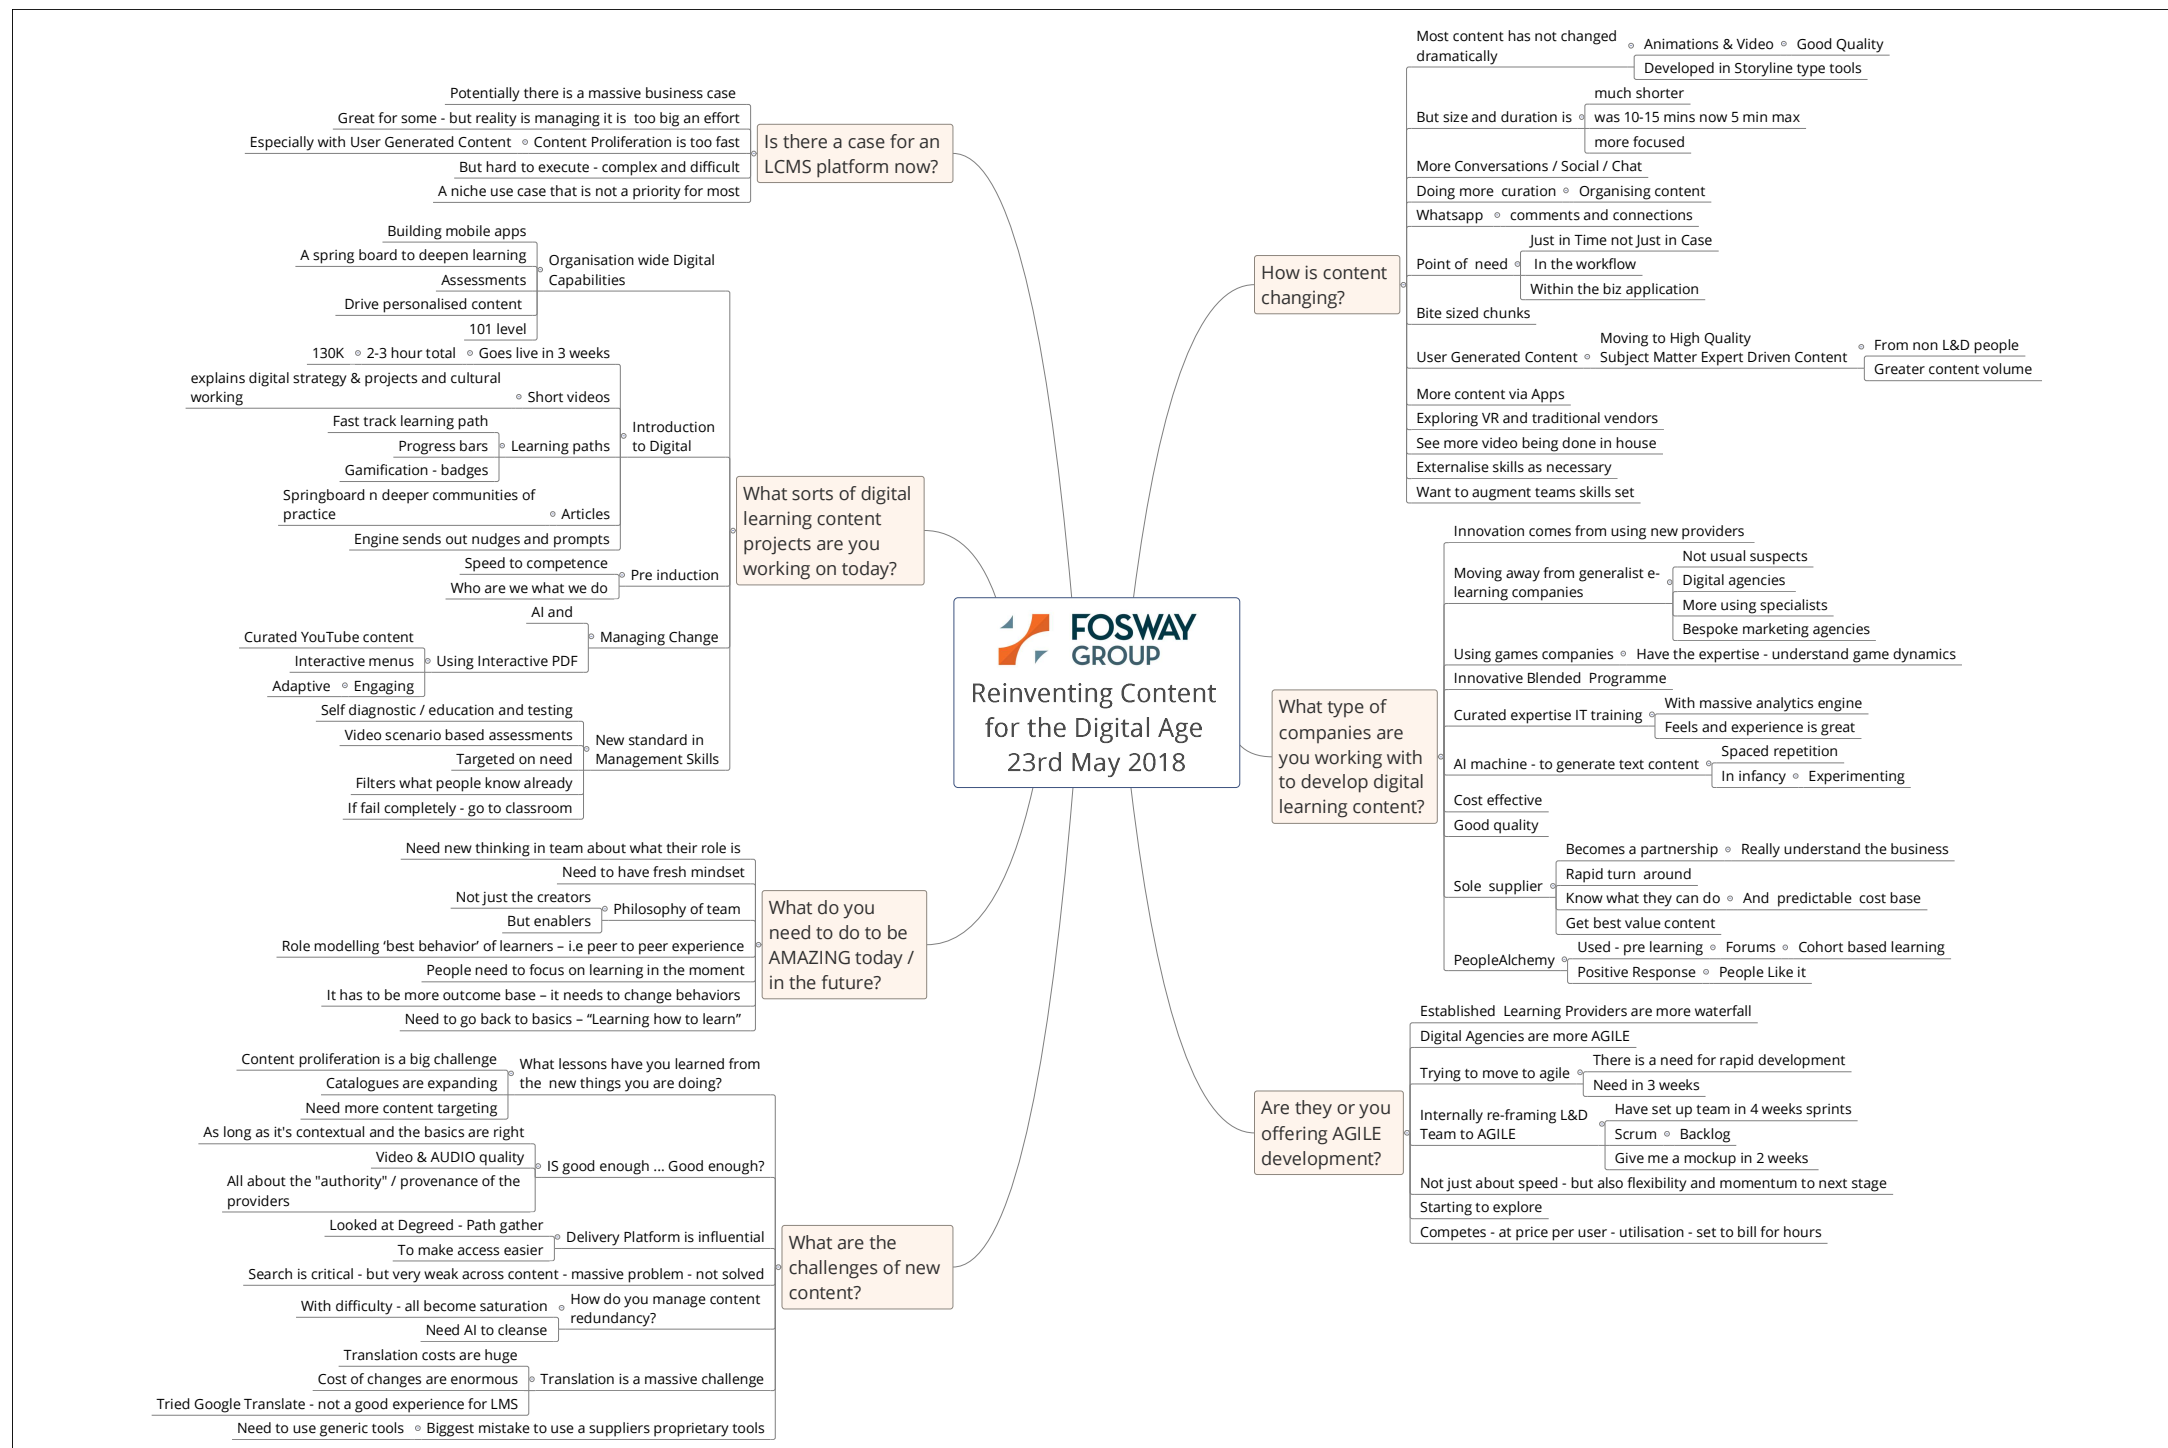 FOSWAY
GROUP
Reinventing Content
for the Digital Age
23rd May 2018
How is content
changing?
Most content has not changed
dramatically
Animations & Video
Good Quality
Developed in Storyline type tools
But size and duration is
much shorter
was 10-15 mins now 5 min max
more focused
More Conversations / Social / Chat
Doing more curation
Organising content
Whatsapp
comments and connections
Point of need
Just in Time not Just in Case
In the workflow
Within the biz application
Bite sized chunks
User Generated Content
Moving to High Quality
Subject Matter Expert Driven Content
From non L&D people
Greater content volume
More content via Apps
Exploring VR and traditional vendors
See more video being done in house
Externalise skills as necessary
Want to augment teams skills set
What type of
companies are
you working with
to develop digital
learning content?
Innovation comes from using new providers
Moving away from generalist e-
learning companies
Not usual suspects
Digital agencies
More using specialists
Bespoke marketing agencies
Using games companies
Have the expertise - understand game dynamics
Innovative Blended Programme
Curated expertise IT training
With massive analytics engine
Feels and experience is great
AI machine - to generate text content
Spaced repetition
In infancy
Experimenting
Cost effective
Good quality
Sole supplier
Becomes a partnership
Really understand the business
Rapid turn around
Know what they can do
And predictable cost base
Get best value content
PeopleAlchemy
Used - pre learning
Forums
Cohort based learning
Positive Response
People Like it
Are they or you
offering AGILE
development?
Established Learning Providers are more waterfall
Digital Agencies are more AGILE
Trying to move to agile
There is a need for rapid development
Need in 3 weeks
Internally re-framing L&D
Team to AGILE
Have set up team in 4 weeks sprints
Scrum
Backlog
Give me a mockup in 2 weeks
Not just about speed - but also flexibility and momentum to next stage
Starting to explore
Competes - at price per user - utilisation - set to bill for hours
Is there a case for an
LCMS platform now?
Potentially there is a massive business case
Great for some - but reality is managing it is too big an effort
Especially with User Generated Content
Content Proliferation is too fast
But hard to execute - complex and difficult
A niche use case that is not a priority for most
What sorts of digital
learning content
projects are you
working on today?
Organisation wide Digital
Capabilities
Building mobile apps
A spring board to deepen learning
Assessments
Drive personalised content
101 level
Introduction
to Digital
130K
2-3 hour total
Goes live in 3 weeks
explains digital strategy & projects and cultural
working
Short videos
Fast track learning path
Progress bars
Learning paths
Gamification - badges
Springboard n deeper communities of
practice
Articles
Engine sends out nudges and prompts
Pre induction
Speed to competence
Who are we what we do
Managing Change
AI and
Curated YouTube content
Interactive menus
Using Interactive PDF
Adaptive
Engaging
New standard in
Management Skills
Self diagnostic / education and testing
Video scenario based assessments
Targeted on need
Filters what people know already
If fail completely - go to classroom
What do you
need to do to be
AMAZING today /
in the future?
Need new thinking in team about what their role is
Need to have fresh mindset
Not just the creators
Philosophy of team
But enablers
Role modelling ‘best behavior’ of learners – i.e peer to peer experience
People need to focus on learning in the moment
It has to be more outcome base – it needs to change behaviors
Need to go back to basics – “Learning how to learn”
What are the
challenges of new
content?
What lessons have you learned from
the new things you are doing?
Content proliferation is a big challenge
Catalogues are expanding
Need more content targeting
IS good enough ... Good enough?
As long as it's contextual and the basics are right
Video & AUDIO quality
All about the "authority" / provenance of the
providers
Delivery Platform is influential
Looked at Degreed - Path gather
To make access easier
Search is critical - but very weak across content - massive problem - not solved
How do you manage content
redundancy?
With difficulty - all become saturation
Need AI to cleanse
Translation is a massive challenge
Translation costs are huge
Cost of changes are enormous
Tried Google Translate - not a good experience for LMS
Need to use generic tools
Biggest mistake to use a suppliers proprietary tools